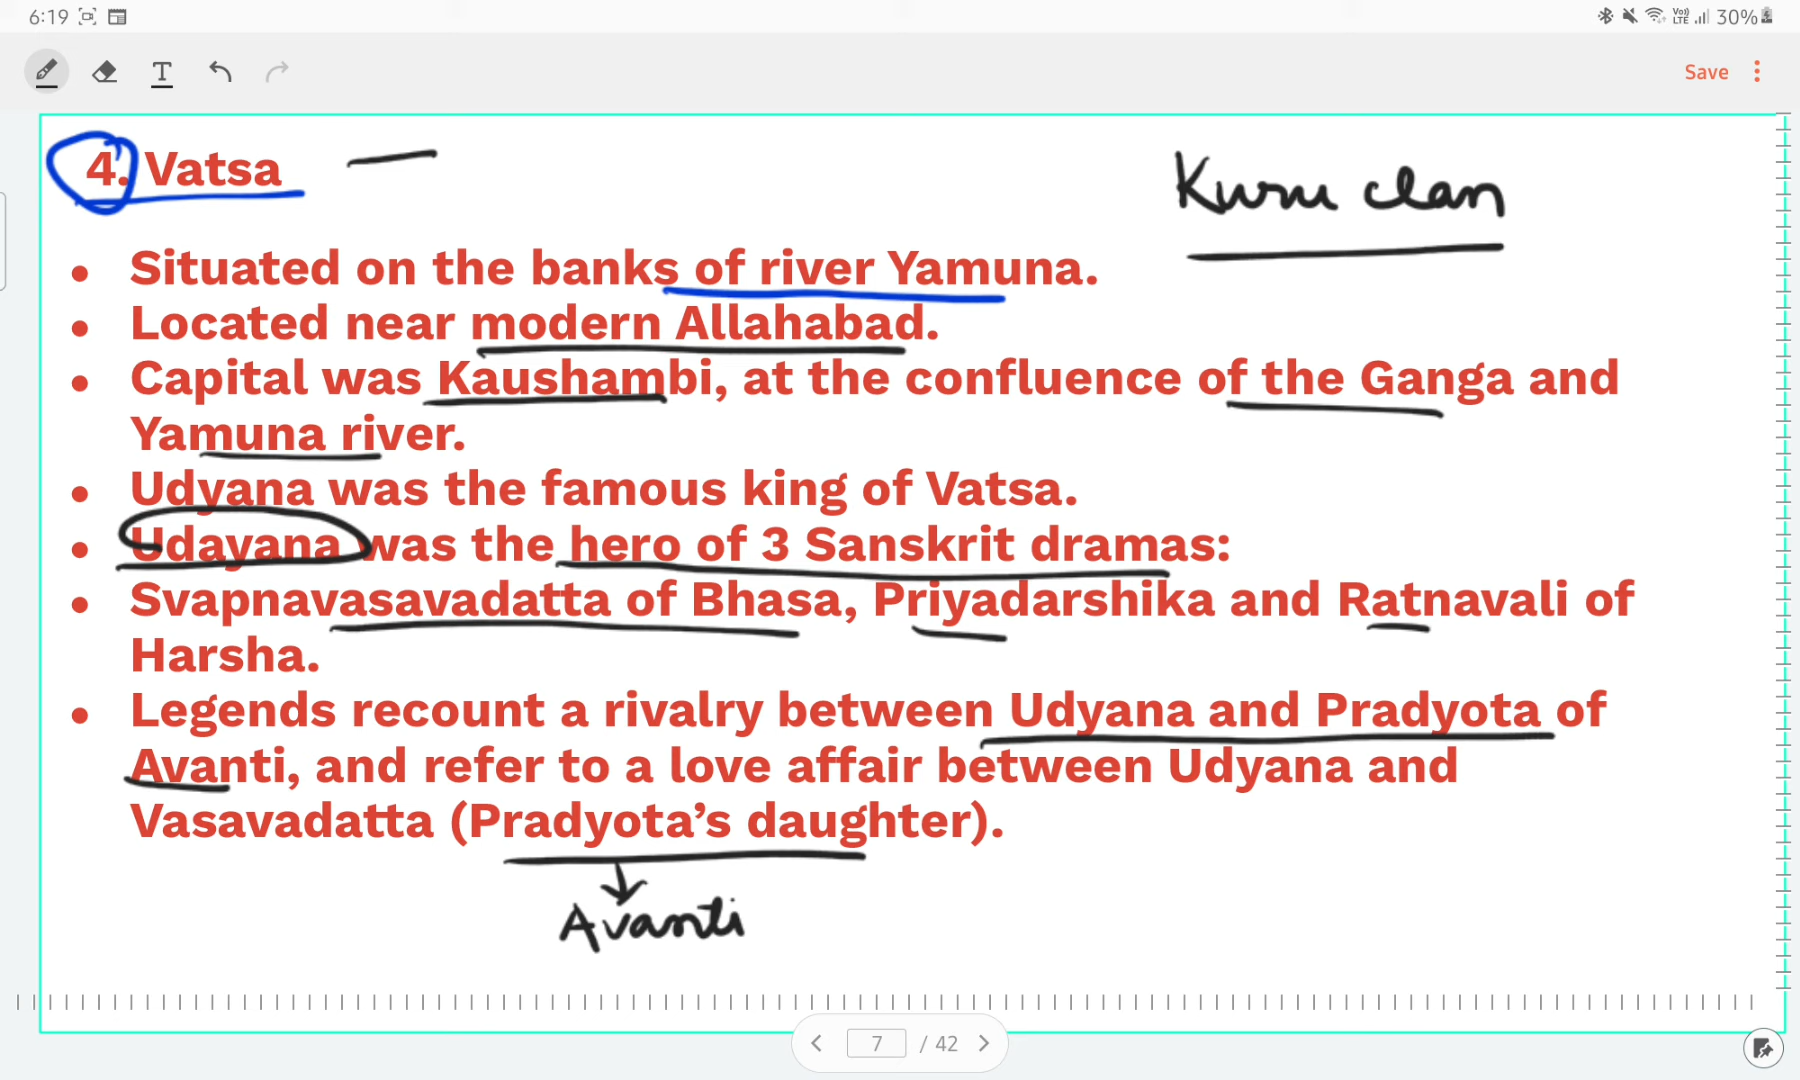 6:19
30%
Save
4. Vatsa
Kuru clan
• Situated on the banks of river Yamuna.
• Located near modern Allahabad.
• Capital was Kaushambi, at the confluence of the Ganga and
Yamuna river.
• Udyana was the famous king of Vatsa.
• Udayana was the hero of 3 Sanskrit dramas:
• Svapnavasavadatta of Bhasa, Priyadarshika and Ratnavali of
Harsha.
• Legends recount a rivalry between Udyana and Pradyota of
Avanti, and refer to a love affair between Udyana and
Vasavadatta (Pradyota’s daughter).
Avanti
7 / 42